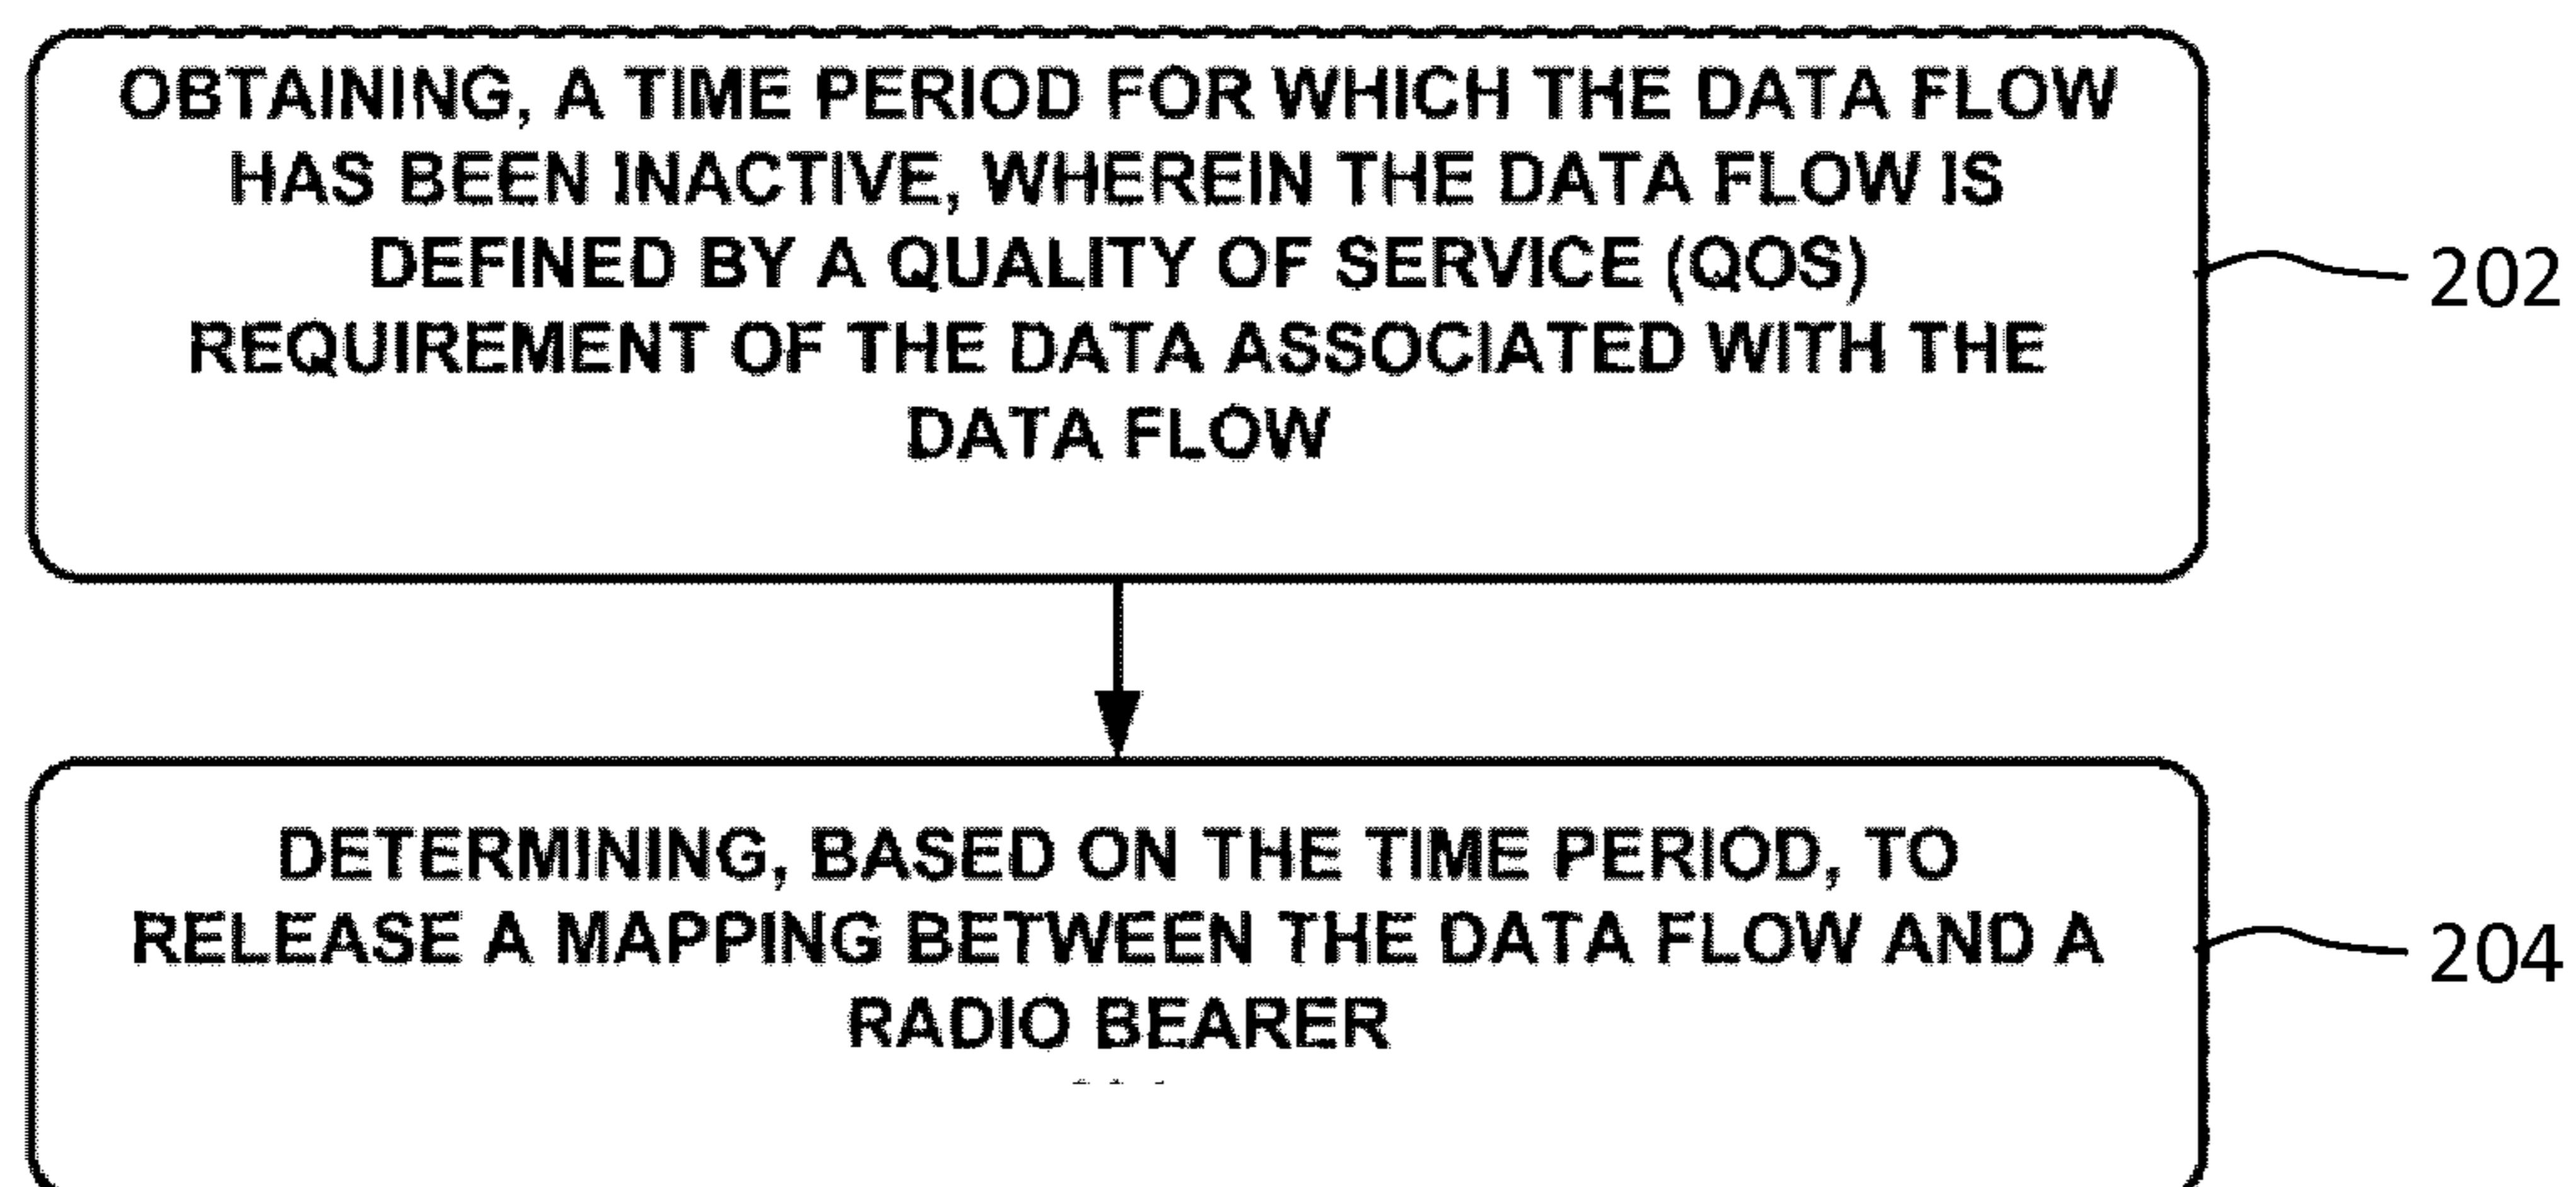 OBTAINING, A TIME PERIOD FOR WHICH THE DATA FLOW
HAS BEEN INACTIVE, WHEREIN THE DATA FLOW IS
DEFINED BY A QUALITY OF SERVICE (QOS)
REQUIREMENT OF THE DATA ASSOCIATED WITH THE
DATA FLOW
202
DETERMINING, BASED ON THE TIME PERIOD, TO
RELEASE A MAPPING BETWEEN THE DATA FLOW AND A
RADIO BEARER
204